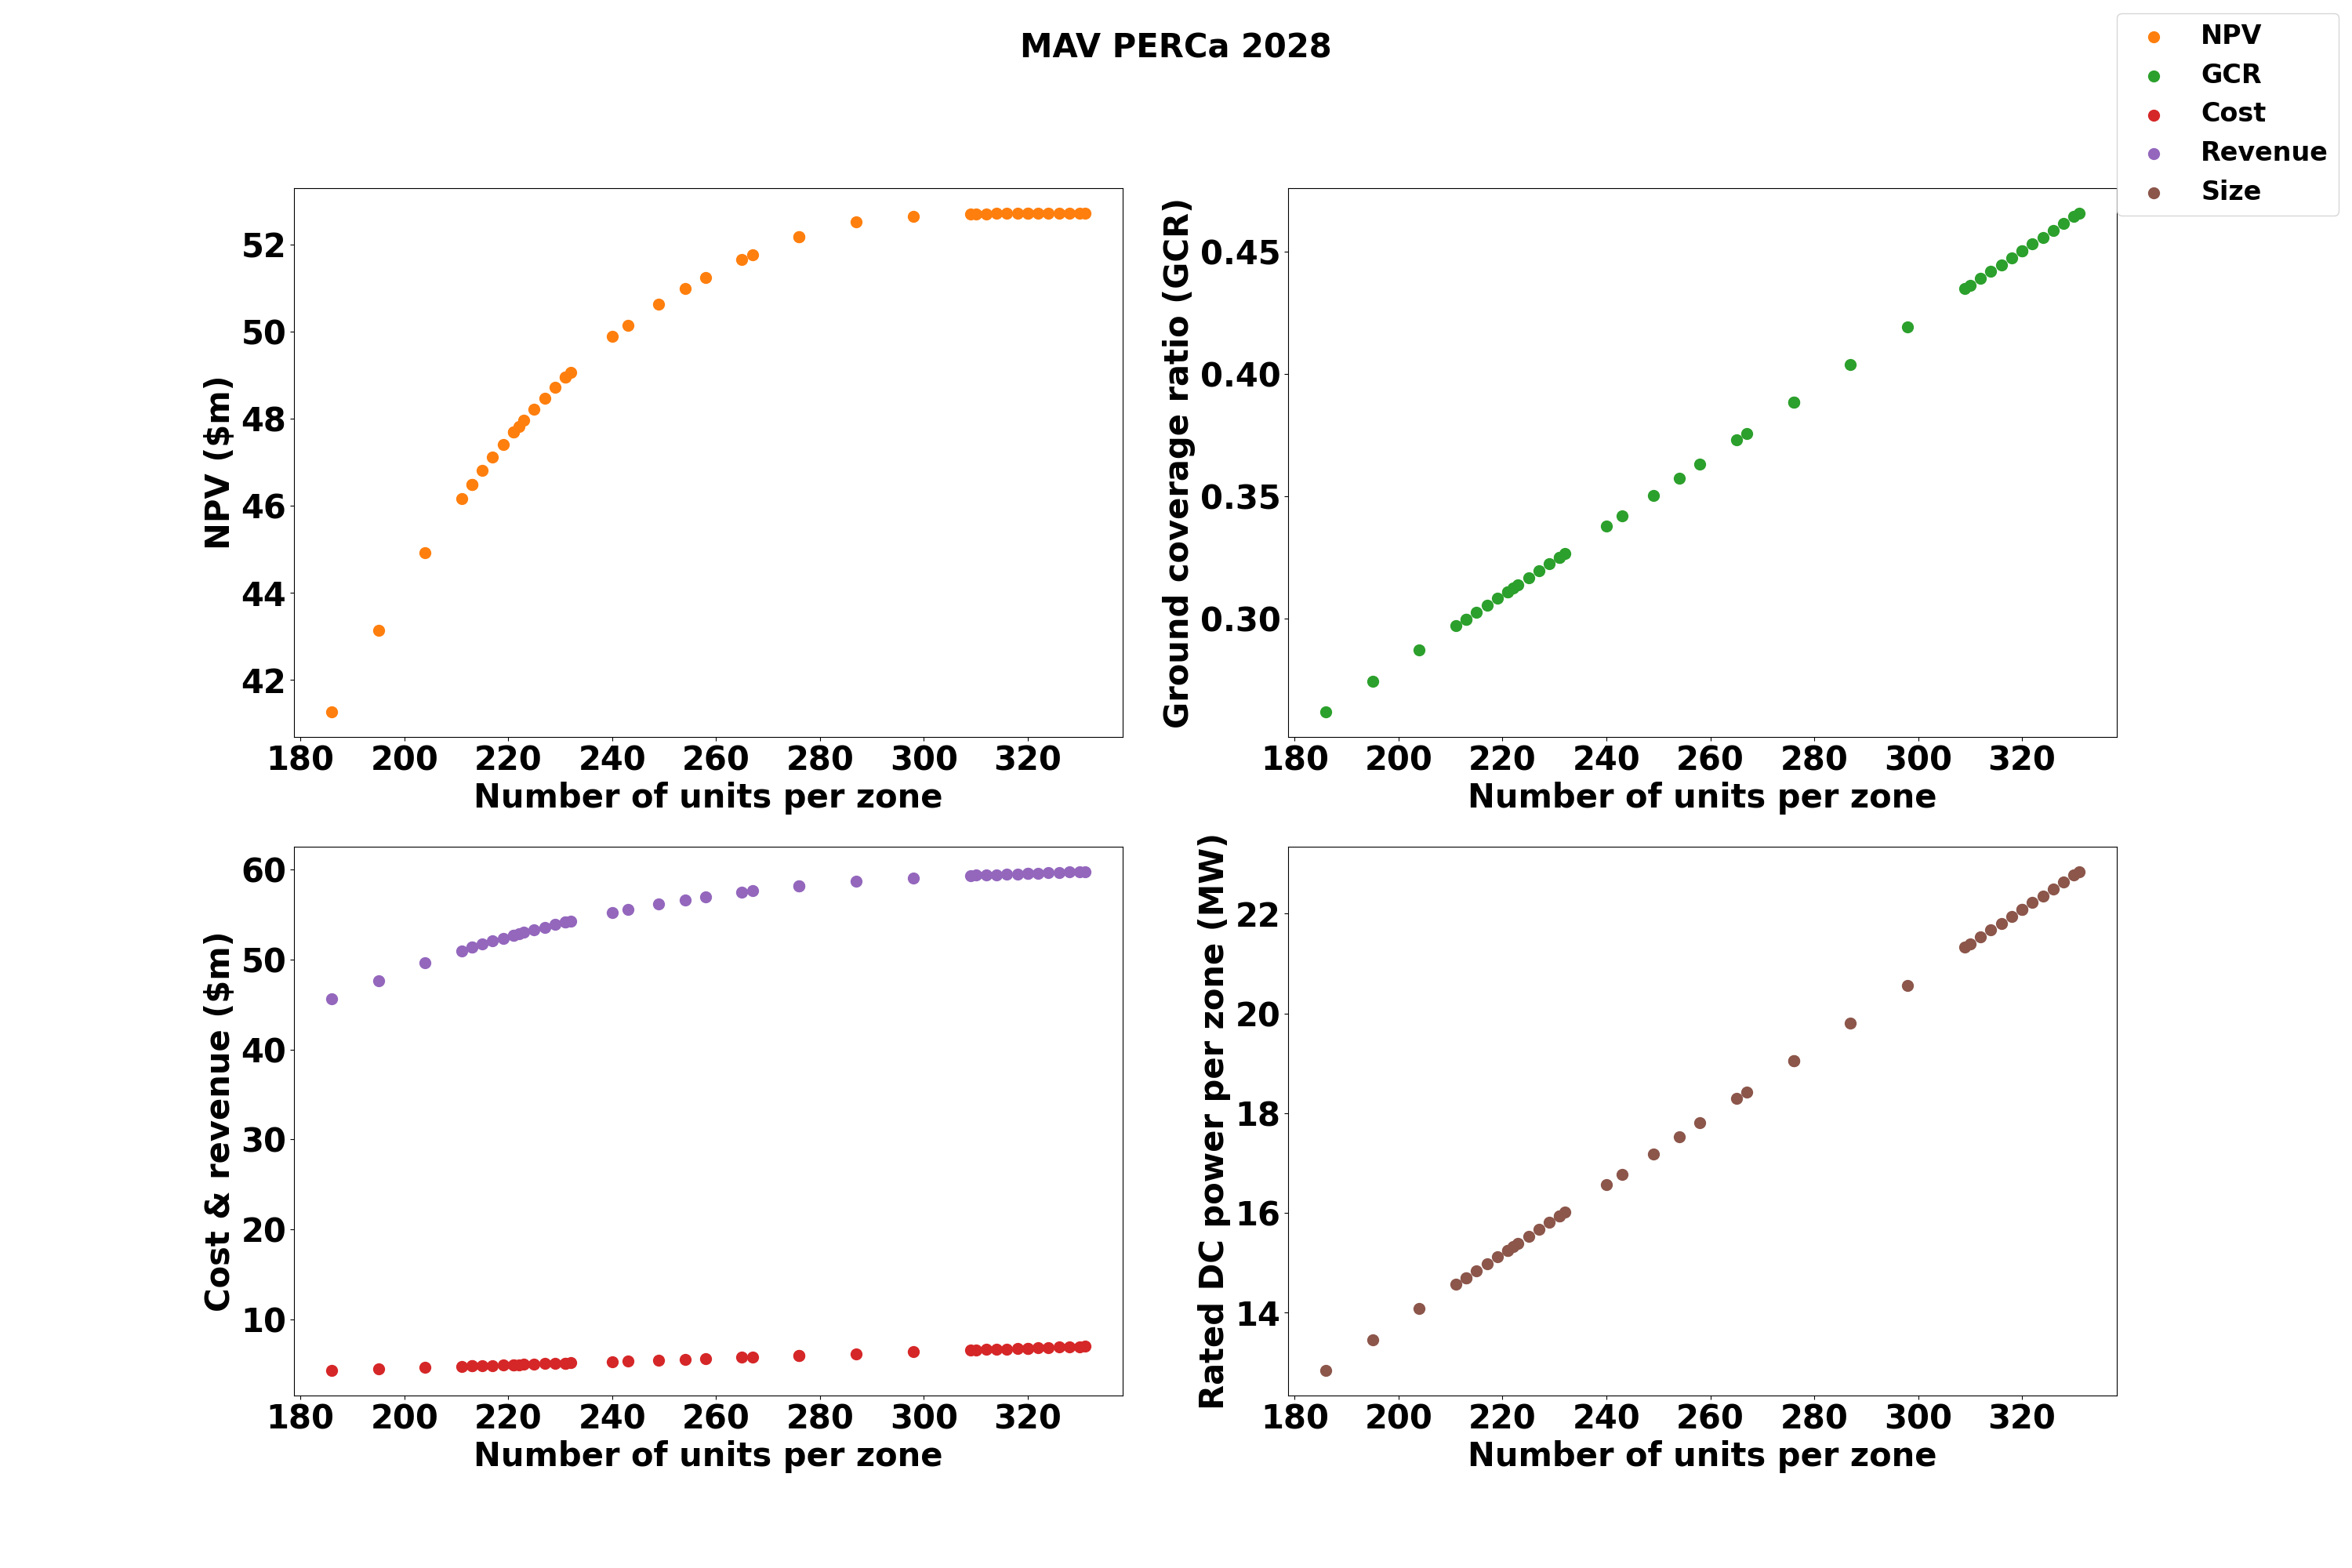 MAV PERCa 2028
NPV
GCR
Cost
Revenue
Size
NPV ($m)
52
50
48
46
44
42
180 200 220 240 260 280 300 320
Number of units per zone
Ground coverage ratio (GCR)
0.45
0.40
0.35
0.30
180 200 220 240 260 280 300 320
Number of units per zone
Cost & revenue ($m)
60
50
40
30
20
10
180 200 220 240 260 280 300 320
Number of units per zone
Rated DC power per zone (MW)
22
20
18
16
14
180 200 220 240 260 280 300 320
Number of units per zone